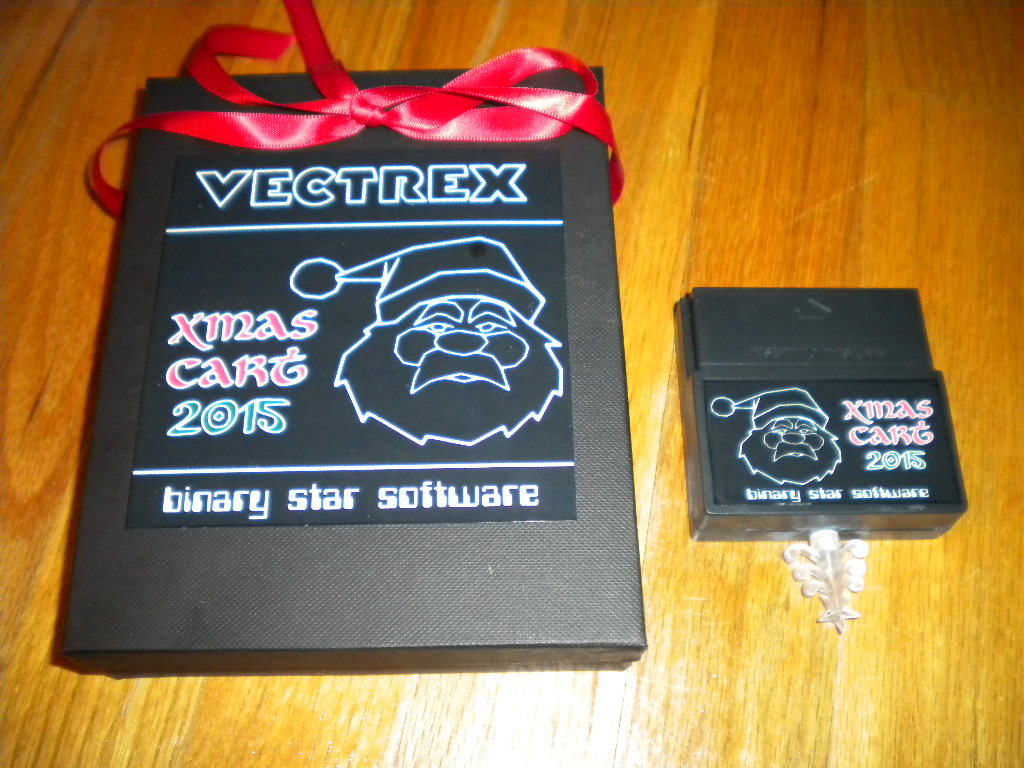 VECTREX
XMAS
CART
2015
binary star software
XMAS
CART
2015
binary star software